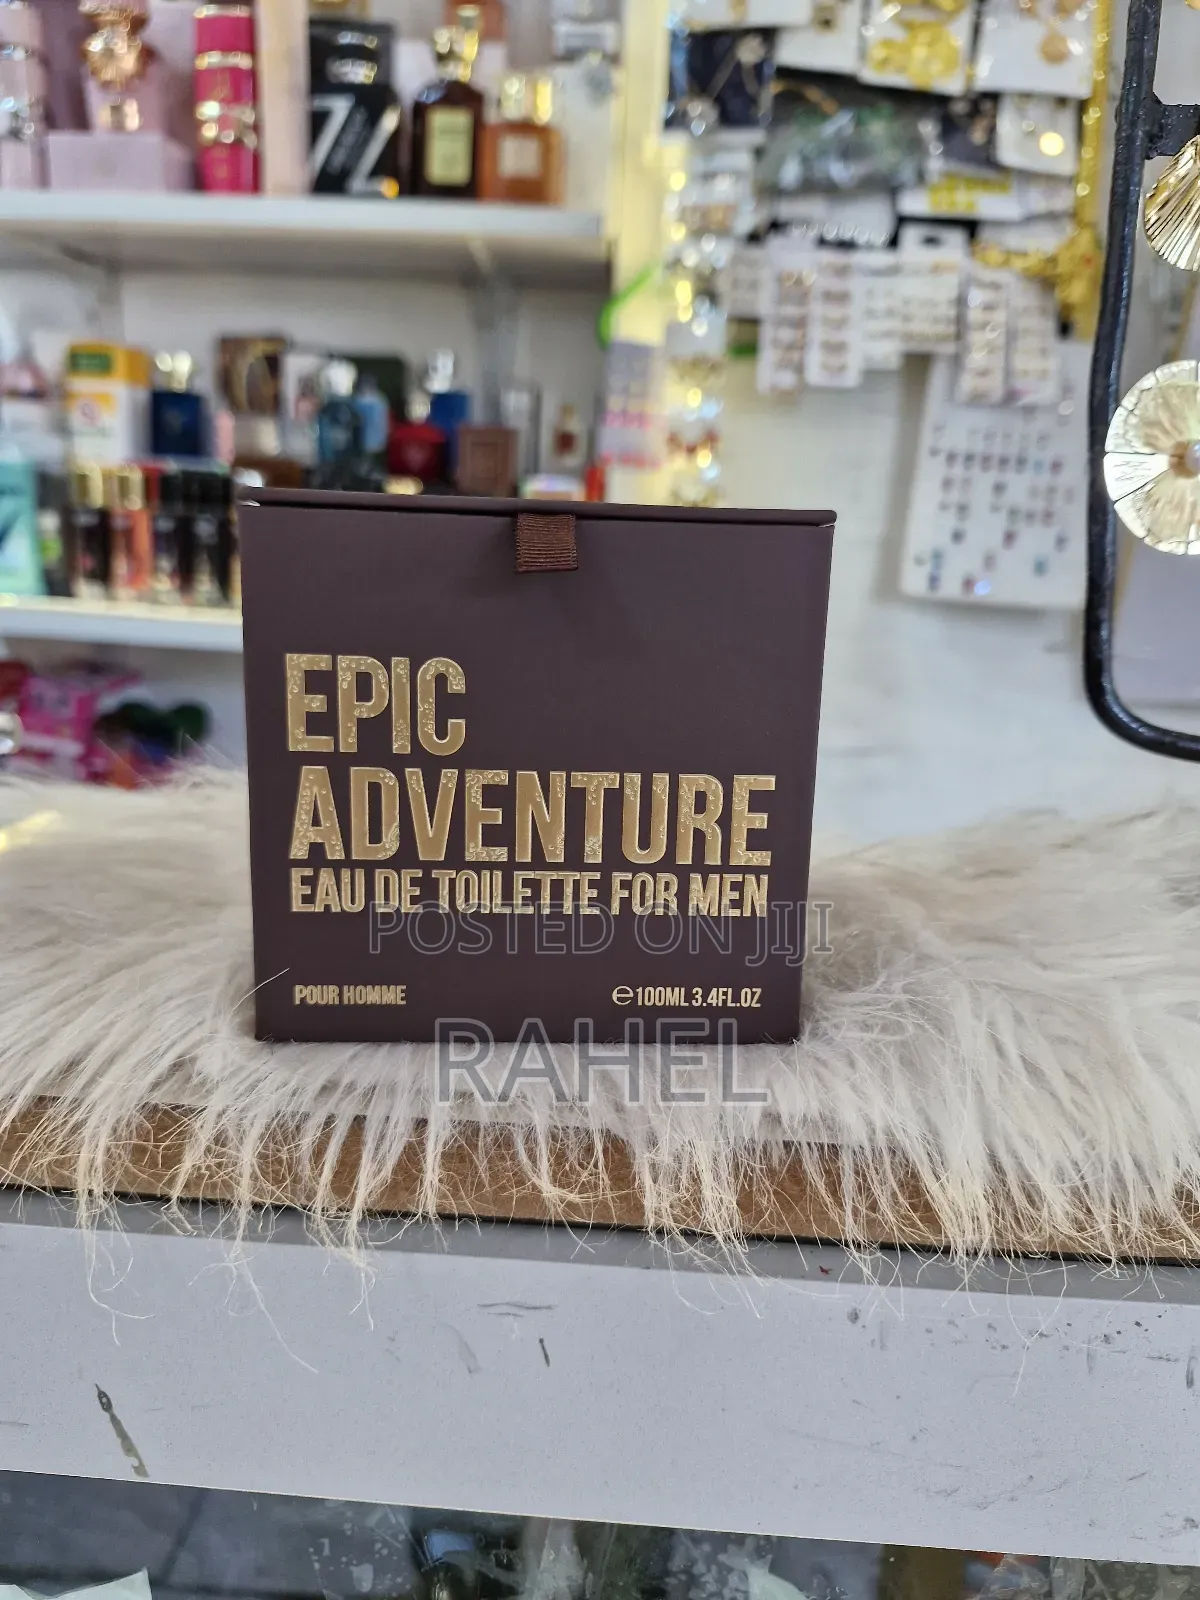 EPIC
ADVENTURE
EAU DE TOILETTE FOR MEN
POSTED ON JIJI
POUR HOMME
℮100ML 3.4FL.OZ
RAHEL